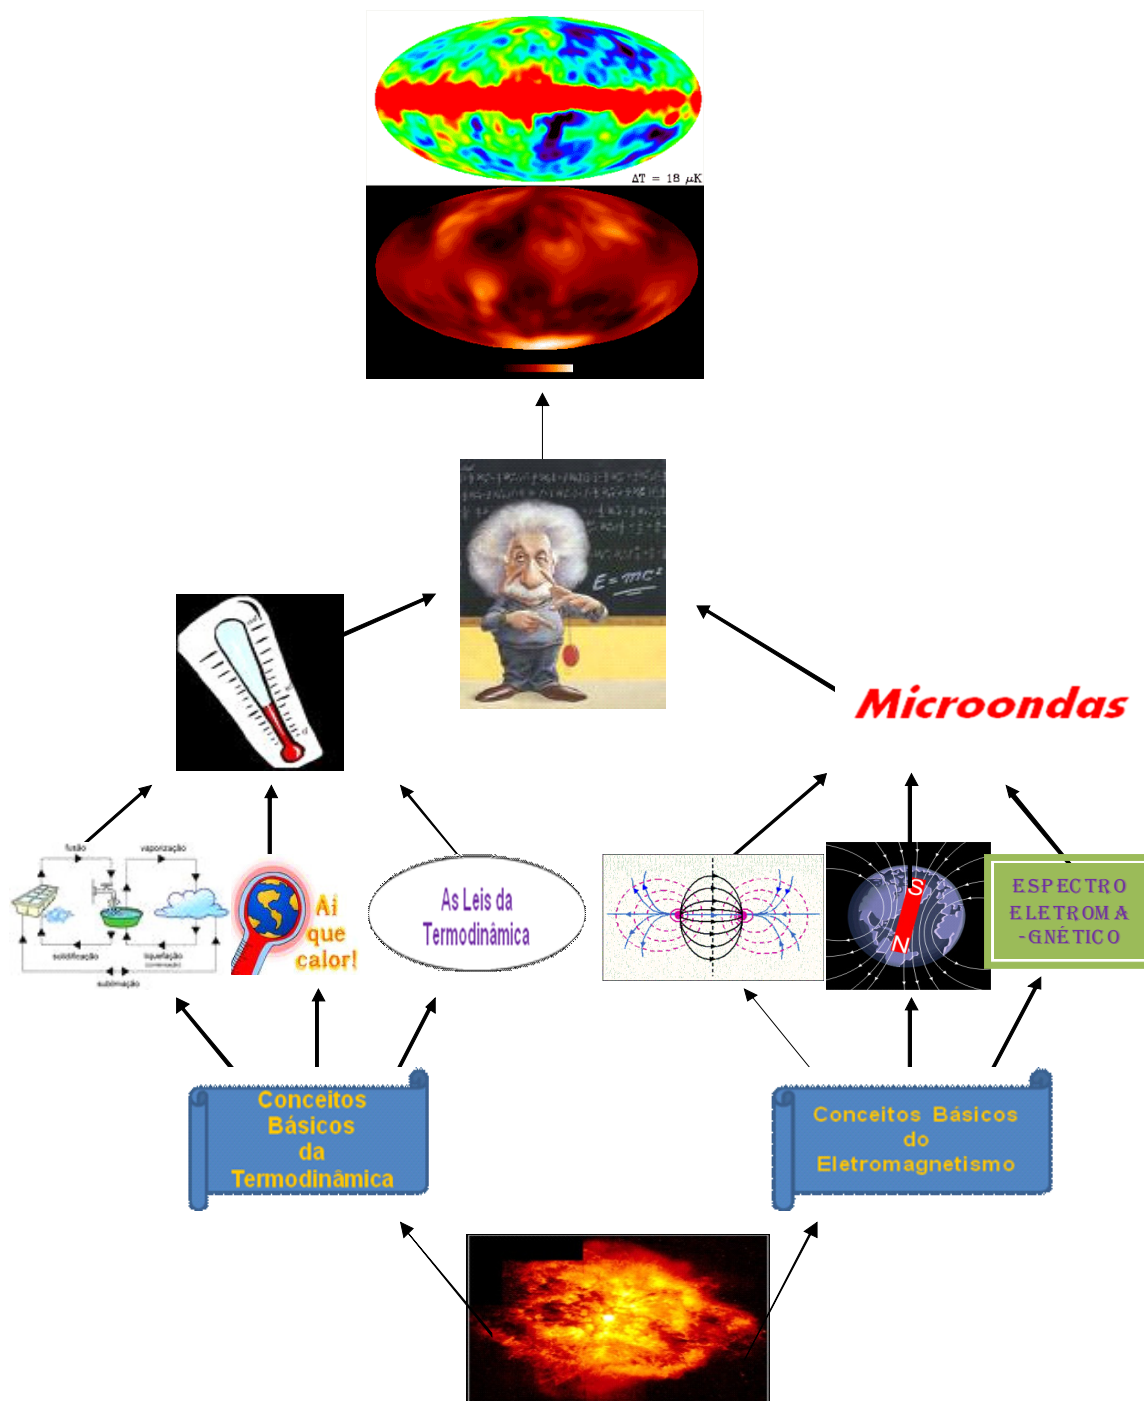 ΔT = 18 μK
E = mc²
Microondas
fusão
vaporização
solidificação
liquefação
sublimação
Ai
que
calor!
As Leis da
Termodinâmica
S
N
ESPECTRO
ELETROMA
-GNÉTICO
Conceitos
Básicos
da
Termodinâmica
Conceitos Básicos
do
Eletromagnetismo